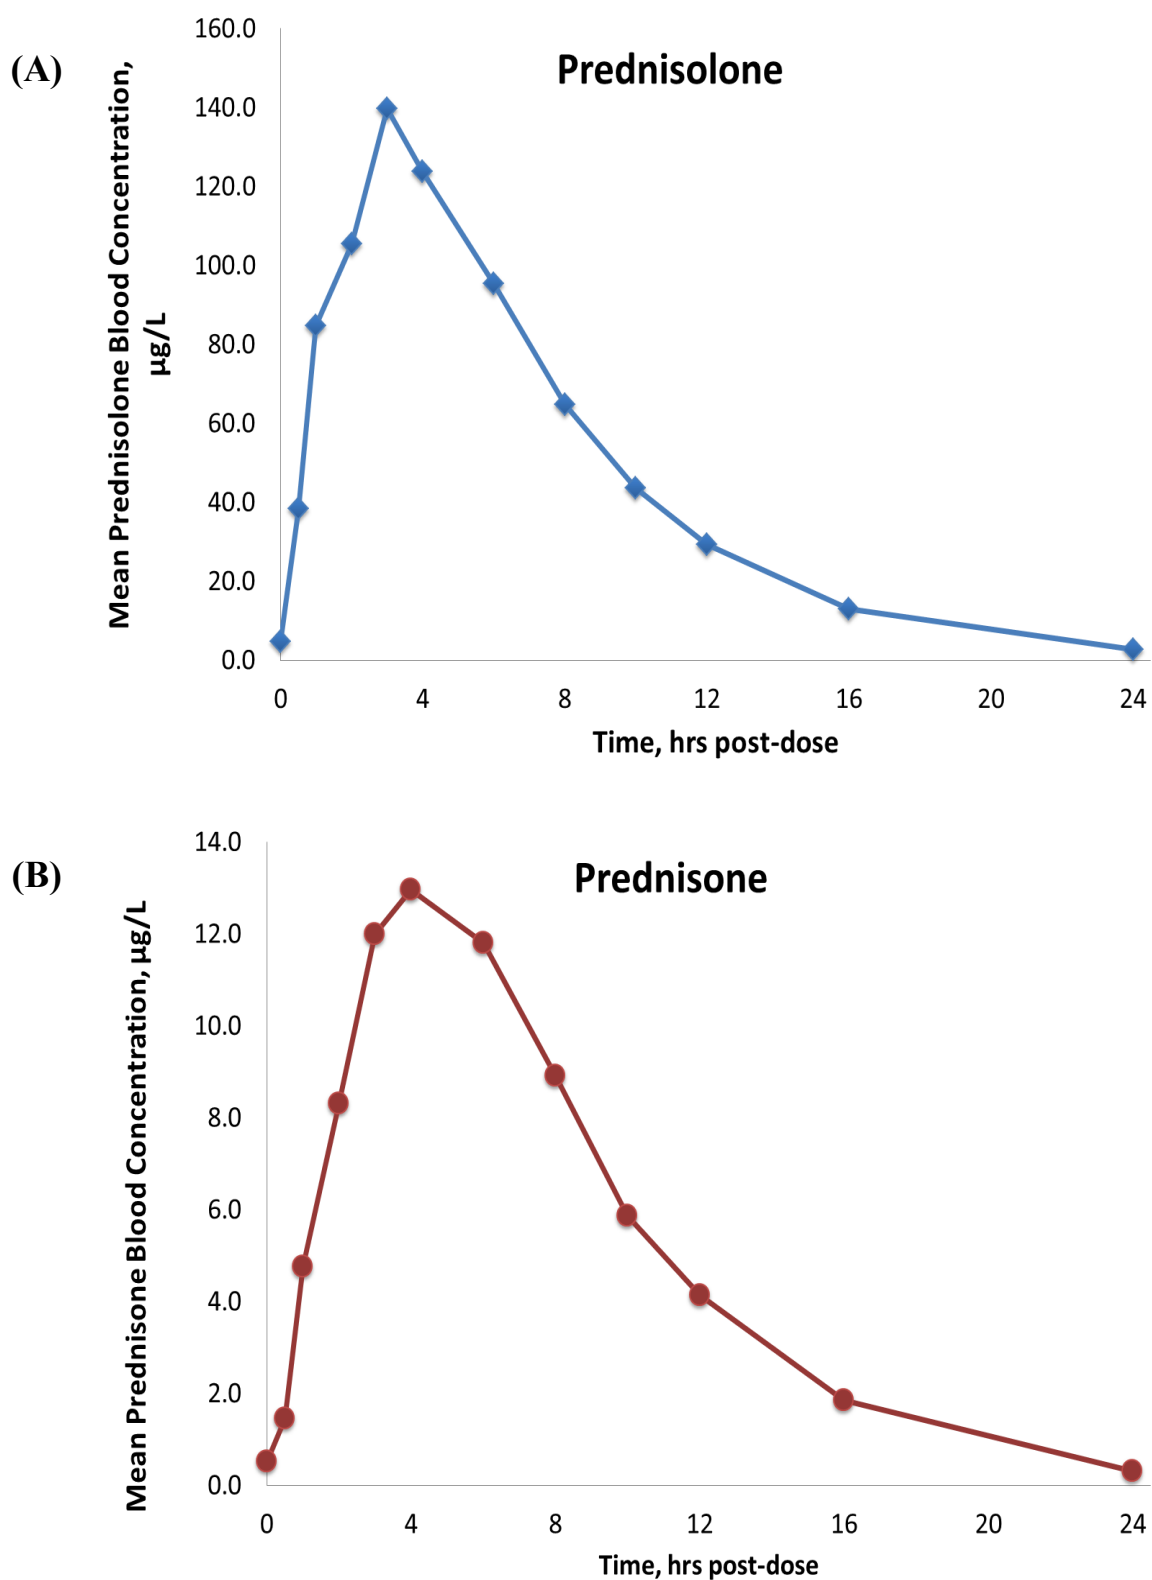 (A)
Prednisolone
Mean Prednisolone Blood Concentration,
µg/L
160.0
140.0
120.0
100.0
80.0
60.0
40.0
20.0
0.0
0 4 8 12 16 20 24
Time, hrs post-dose
(B)
Prednisone
Mean Prednisone Blood Concentration, µg/L
14.0
12.0
10.0
8.0
6.0
4.0
2.0
0.0
0 4 8 12 16 20 24
Time, hrs post-dose